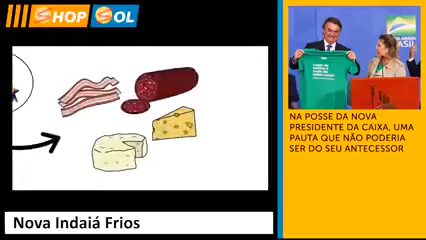 SHOP SOL
NA POSSE DA NOVA
PRESIDENTE DA CAIXA, UMA
PAUTA QUE NÃO PODERIA
SER DO SEU ANTECESSOR
BRASIL
Nova Indaiá Frios